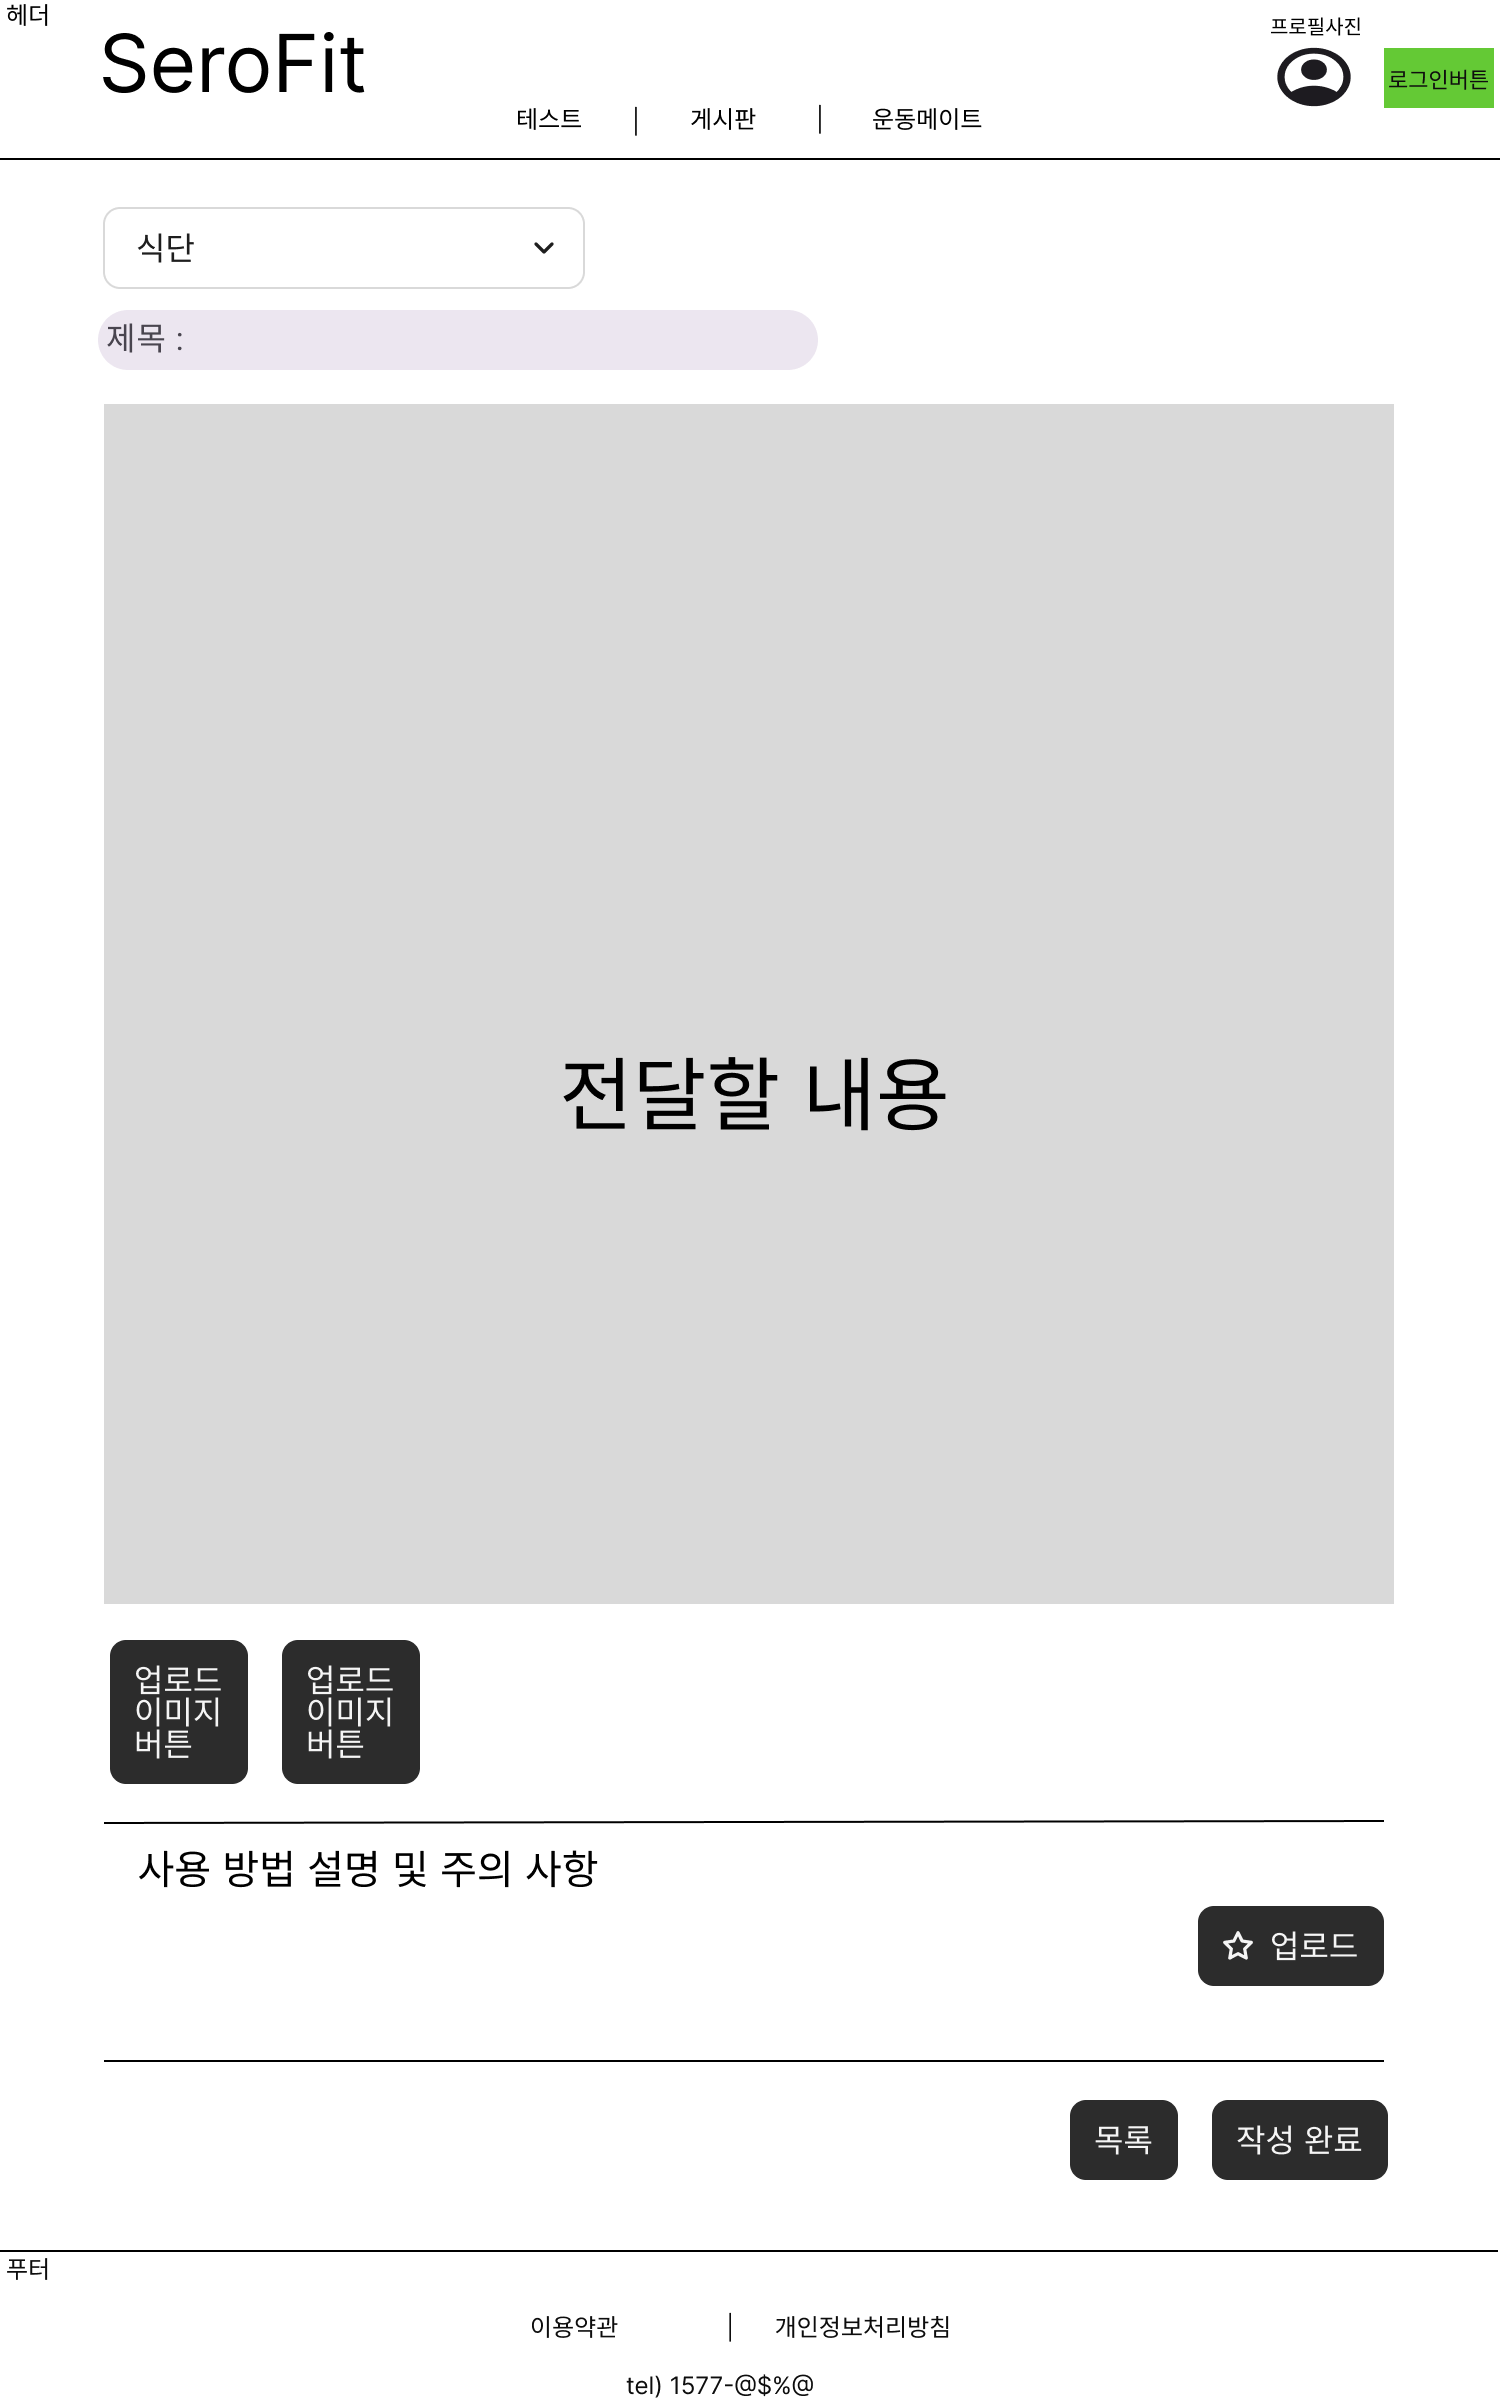 헤더
SeroFit
프로필사진
로그인버튼
테스트 | 게시판 | 운동메이트
식단
제목 :
전달할 내용
업로드
이미지
버튼
업로드
이미지
버튼
사용 방법 설명 및 주의 사항
업로드
목록
작성 완료
푸터
이용약관 | 개인정보처리방침
tel) 1577-@$%@